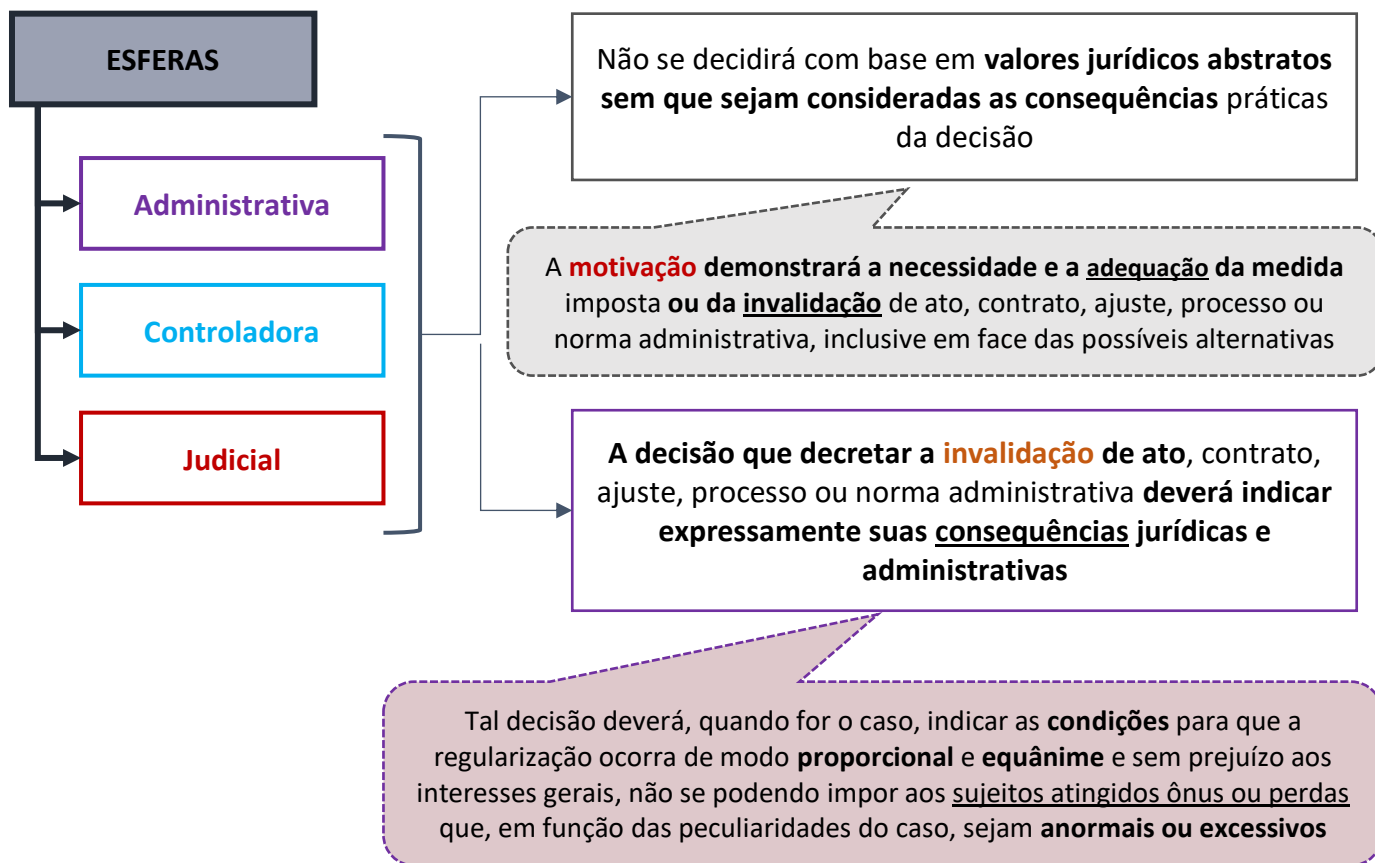 ESFERAS
Administrativa
Controladora
Judicial
Não se decidirá com base em valores jurídicos abstratos
sem que sejam consideradas as consequências práticas
da decisão
A motivação demonstrará a necessidade e a adequação da medida
imposta ou da invalidação de ato, contrato, ajuste, processo ou
norma administrativa, inclusive em face das possíveis alternativas
A decisão que decretar a invalidação de ato, contrato,
ajuste, processo ou norma administrativa deverá indicar
expressamente suas consequências jurídicas e
administrativas
Tal decisão deverá, quando for o caso, indicar as condições para que a
regularização ocorra de modo proporcional e equânime e sem prejuízo aos
interesses gerais, não se podendo impor aos sujeitos atingidos ônus ou perdas
que, em função das peculiaridades do caso, sejam anormais ou excessivos